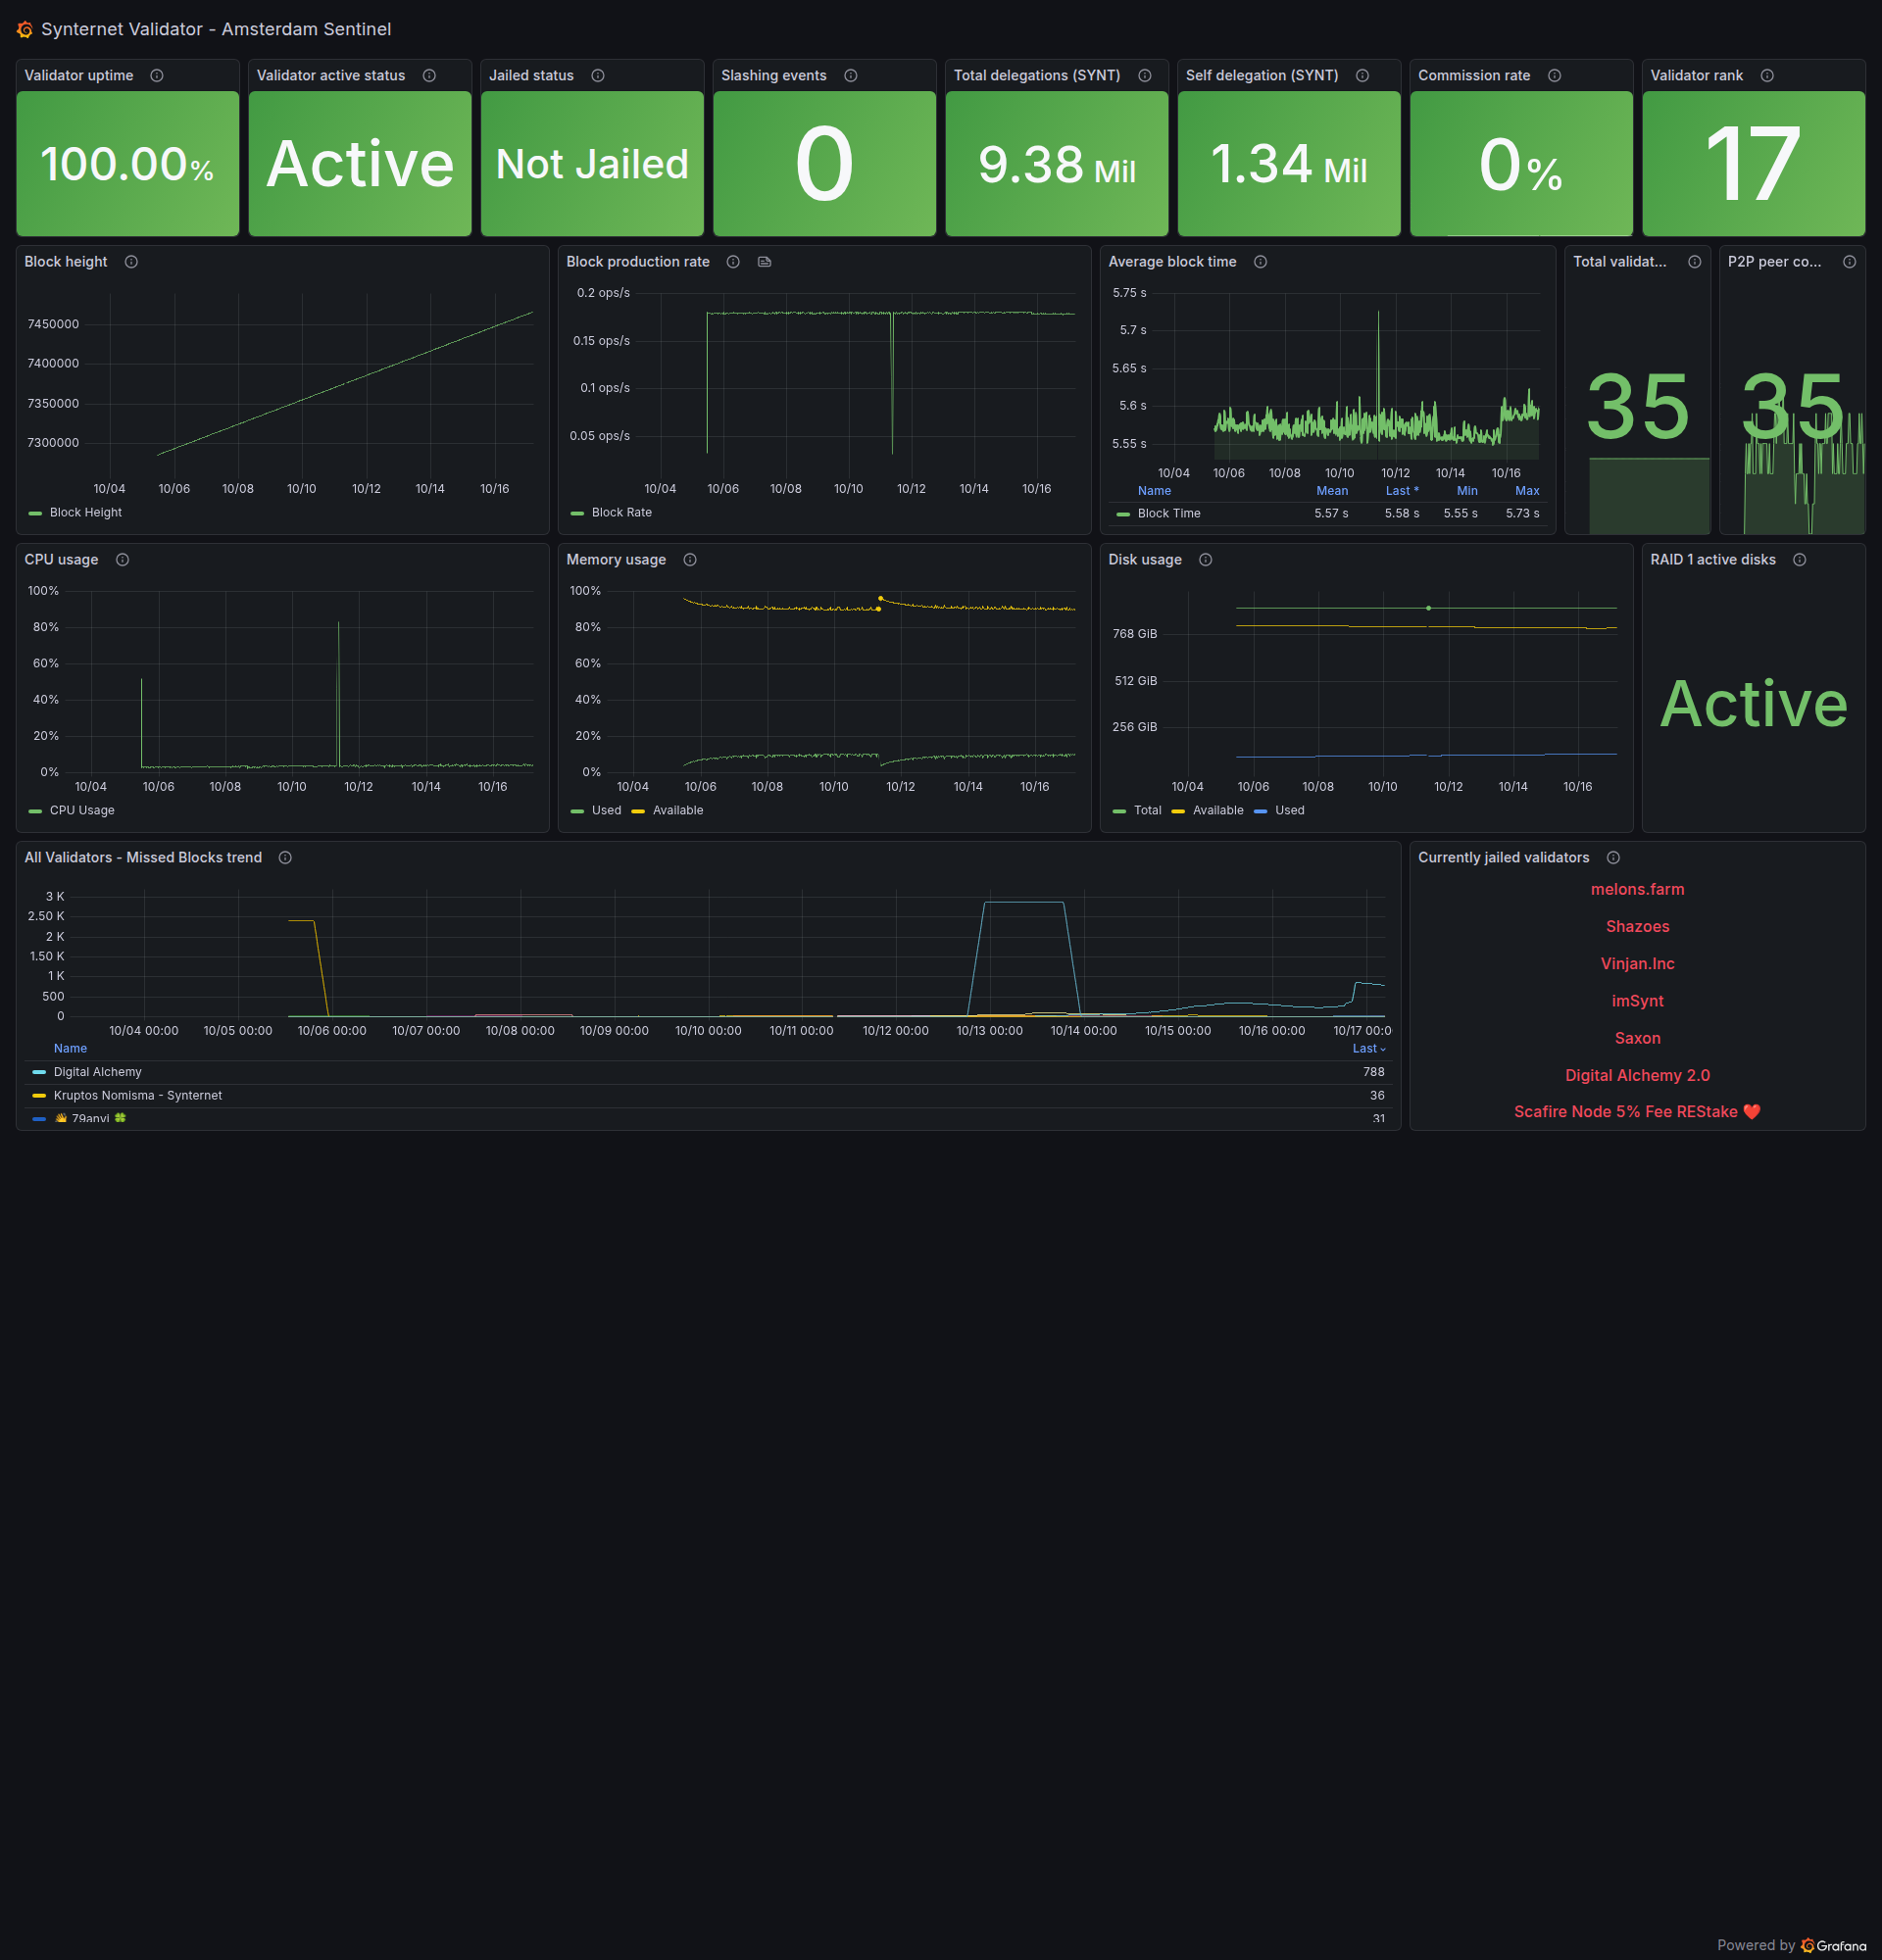 Synternet Validator - Amsterdam Sentinel
Validator uptime
100.00%
Validator active status
Active
Jailed status
Not Jailed
Slashing events
0
Total delegations (SYNT)
9.38 Mil
Self delegation (SYNT)
1.34 Mil
Commission rate
0%
Validator rank
17
Block height
7450000
7400000
7350000
7300000
10/04 10/06 10/08 10/10 10/12 10/14 10/16
Block Height
Block production rate
0.2 ops/s
0.15 ops/s
0.1 ops/s
0.05 ops/s
10/04 10/06 10/08 10/10 10/12 10/14 10/16
Block Rate
Average block time
5.75 s
5.7 s
5.65 s
5.6 s
5.55 s
10/04 10/06 10/08 10/10 10/12 10/14 10/16
Name Mean Last * Min Max
Block Time 5.57 s 5.58 s 5.55 s 5.73 s
Total validat...
35
P2P peer co...
35
CPU usage
100%
80%
60%
40%
20%
0%
10/04 10/06 10/08 10/10 10/12 10/14 10/16
CPU Usage
Memory usage
100%
80%
60%
40%
20%
0%
10/04 10/06 10/08 10/10 10/12 10/14 10/16
Used Available
Disk usage
768 GiB
512 GiB
256 GiB
10/04 10/06 10/08 10/10 10/12 10/14 10/16
Total Available Used
RAID 1 active disks
Active
All Validators - Missed Blocks trend
3 K
2.50 K
2 K
1.50 K
1 K
500
0
10/04 00:00 10/05 00:00 10/06 00:00 10/07 00:00 10/08 00:00 10/09 00:00 10/10 00:00 10/11 00:00 10/12 00:00 10/13 00:00 10/14 00:00 10/15 00:00 10/16 00:00 10/17 00:0
Name Last
Digital Alchemy 788
Kruptos Nomisma - Synternet 36
👋 79anvi 🍀 31
Currently jailed validators
melons.farm
Shazoes
Vinjan.Inc
imSynt
Saxon
Digital Alchemy 2.0
Scafire Node 5% Fee REStake ❤️
Powered by Grafana